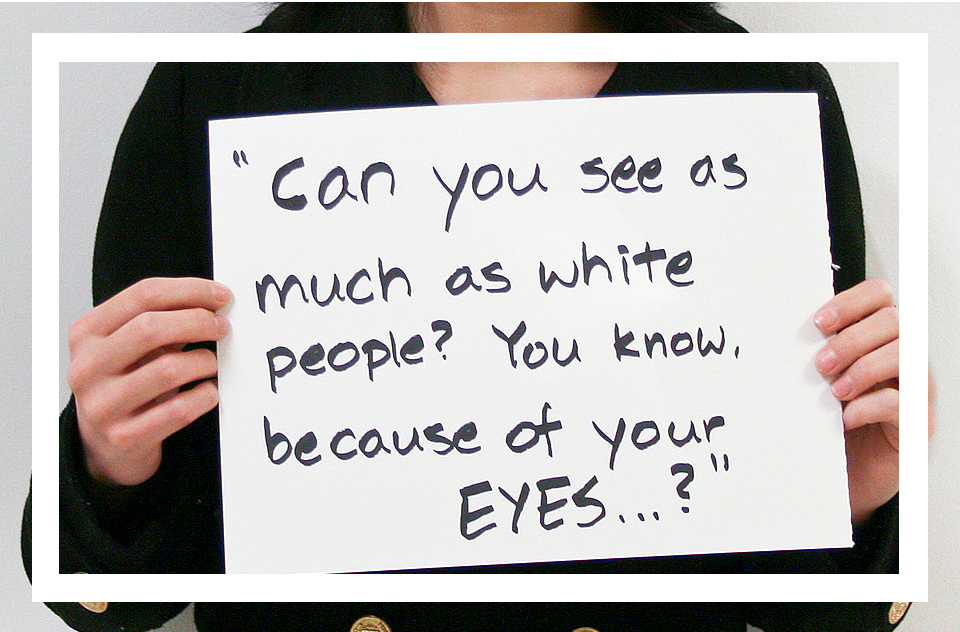 "Can you see as
much as white
people? You know,
because of your
EYES...?"